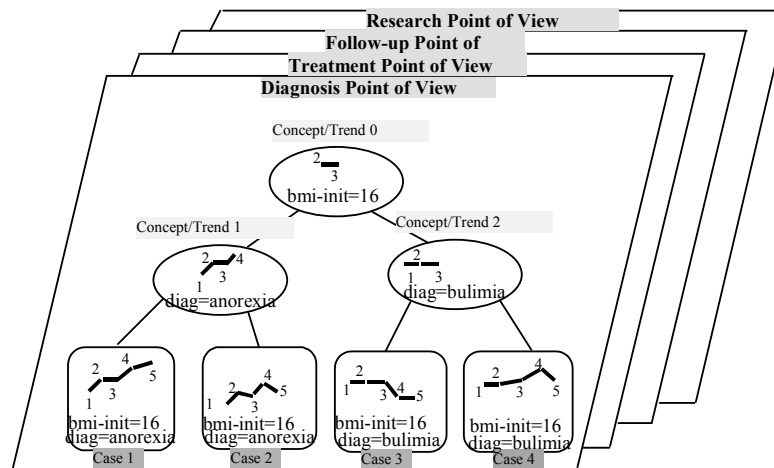 Research Point of View
Follow-up Point of
Treatment Point of View
Diagnosis Point of View
Concept/Trend 0
2
3
bmi-init=16
Concept/Trend 1
Concept/Trend 2
2 4
1 3
diag=anorexia
2
1 3
diag=bulimia
2 4
1 3 5
bmi-init=16
diag=anorexia
Case 1
2 4
1 3 5
bmi-init=16
diag=anorexia
Case 2
2
1 3 4 5
bmi-init=16
diag=bulimia
Case 3
2 4
1 3 5
bmi-init=16
diag=bulimia
Case 4